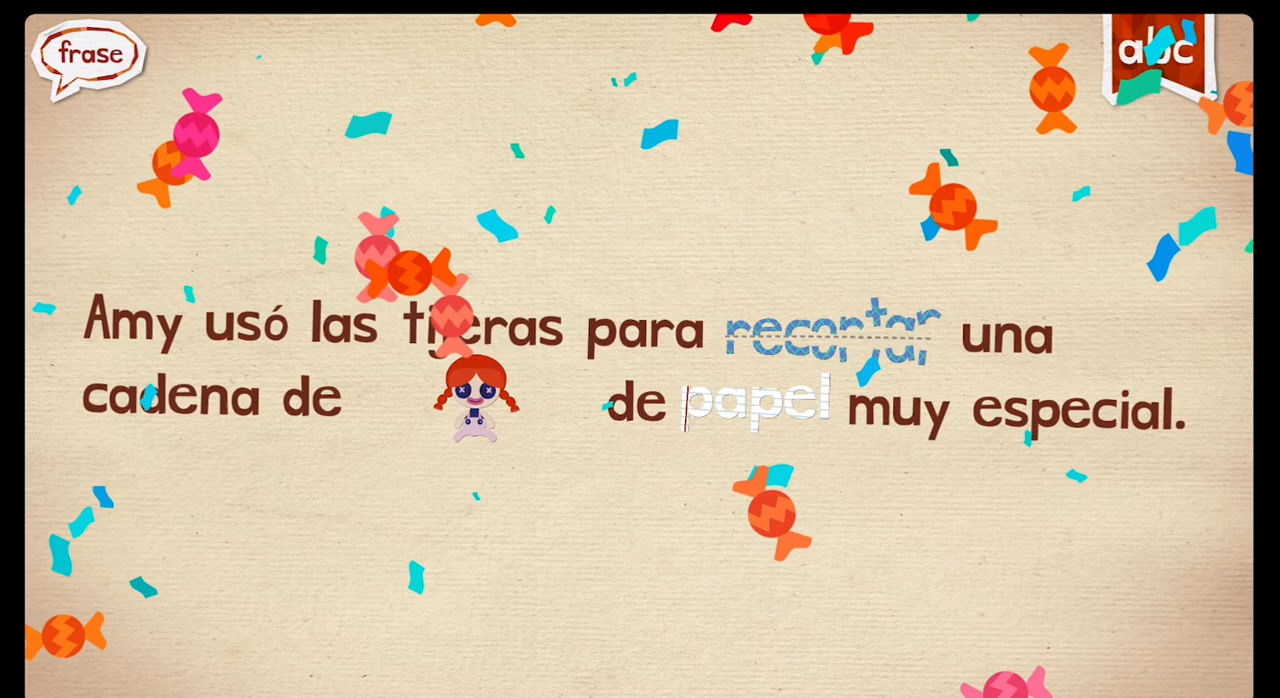 frase
abc
Amy usó las tijeras para recortar una
cadena de de papel muy especial.